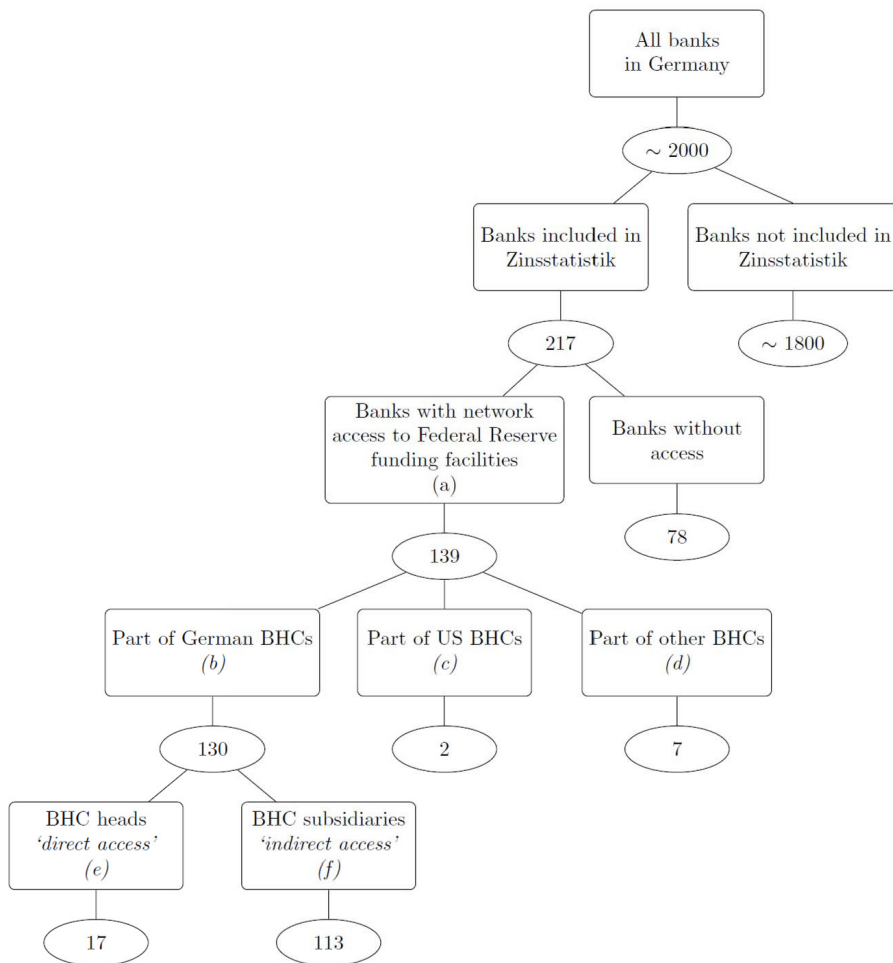 All banks
in Germany
~ 2000
Banks included in
Zinsstatistik
Banks not included in
Zinsstatistik
217
~ 1800
Banks with network
access to Federal Reserve
funding facilities
(a)
Banks without
access
78
139
Part of German BHCs
(b)
Part of US BHCs
(c)
Part of other BHCs
(d)
130
2
7
BHC heads
‘direct access’
(e)
BHC subsidiaries
‘indirect access’
(f)
17
113